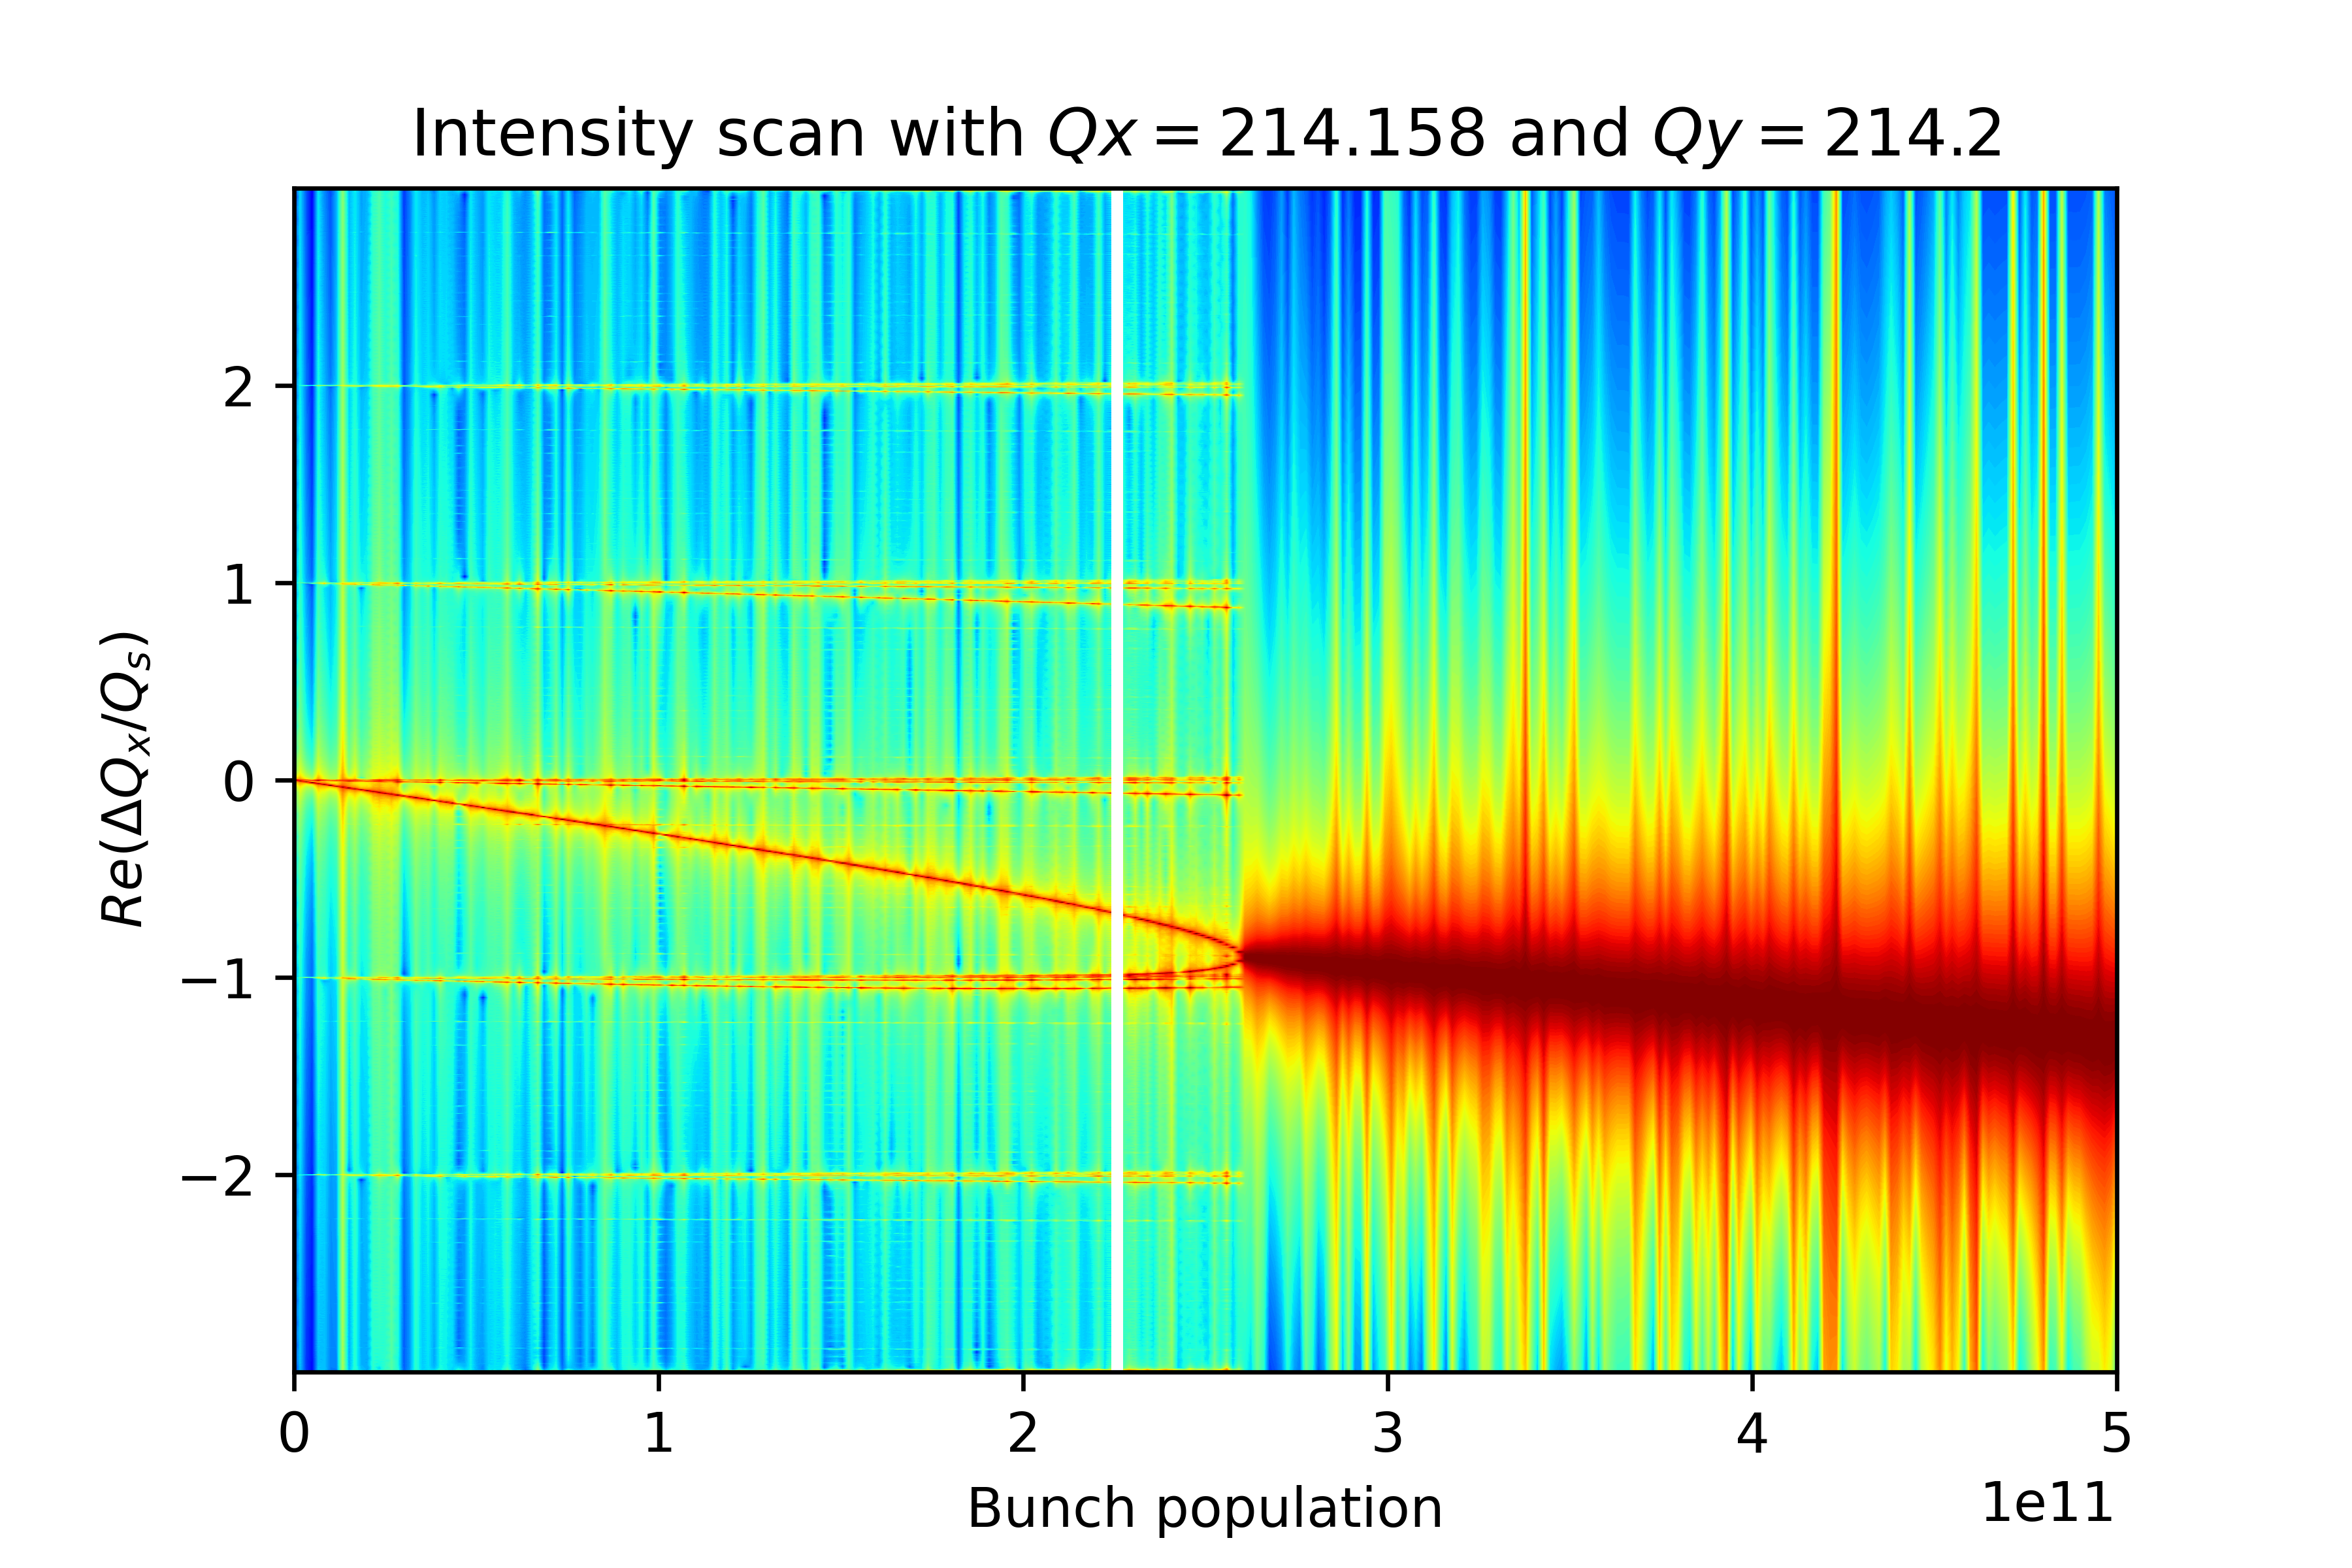 Intensity scan with Qx = 214.158 and Qy = 214.2
Re(ΔQₓ/Qₛ)
2
1
0
−1
−2
0 1 2 3 4 5
1e11
Bunch population